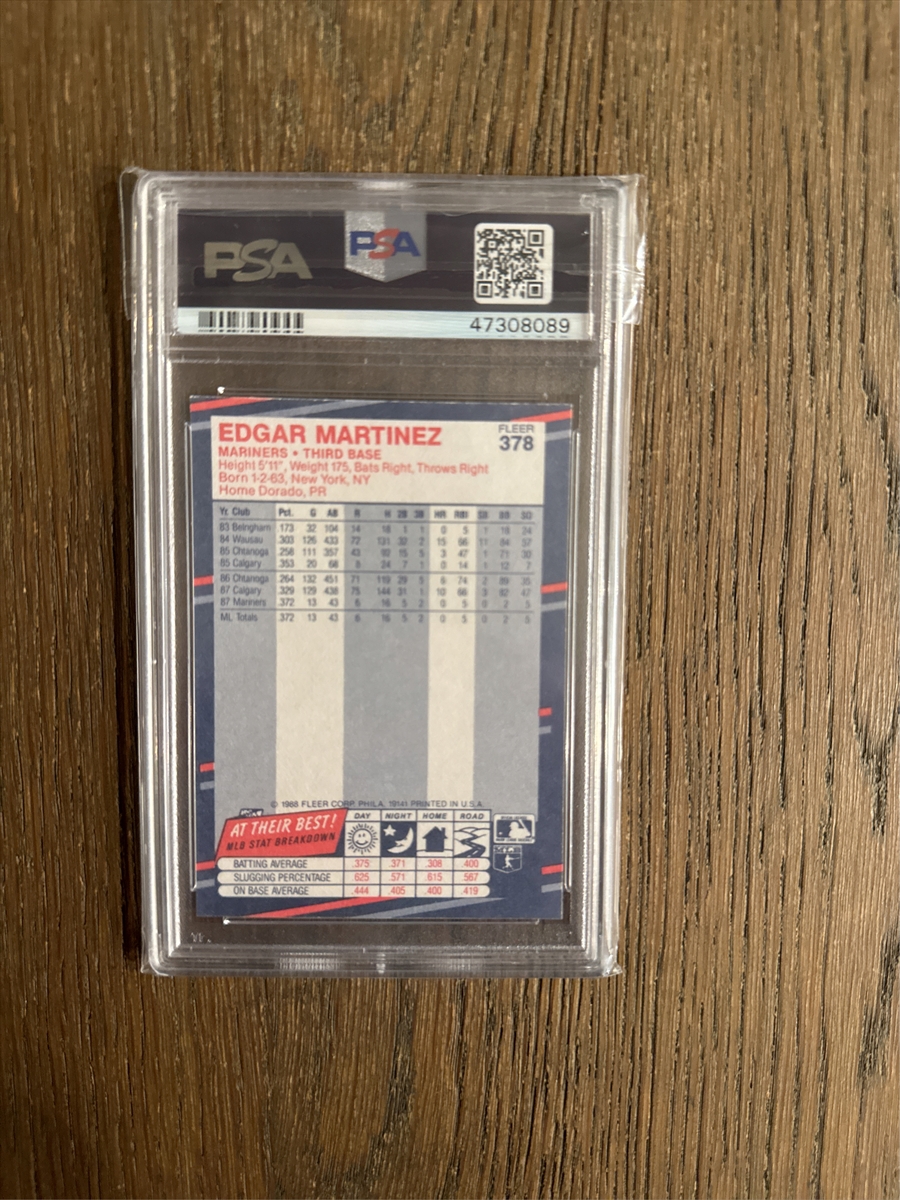 PSA
PSA
47308089
EDGAR MARTINEZ
FLEER
378
MARINERS • THIRD BASE
Height 5'11", Weight 175, Bats Right, Throws Right
Born 1-2-63, New York, NY
Home Dorado, PR
Yr. Club Pct. G AB R H 2B 3B HR RBI SB BB SO
83 Belingham .173 32 104 14 18 1 1 0 5 1 18 24
84 Wausau .303 126 433 72 131 32 2 15 66 11 84 57
85 Chtanoga .258 111 357 43 92 15 5 3 47 1 71 30
85 Calgary .353 20 68 8 24 7 1 0 14 1 12 7
86 Chtanoga .264 132 451 71 119 29 5 6 74 2 89 35
87 Calgary .329 129 438 75 144 31 1 10 66 3 82 47
87 Mariners .372 13 43 6 16 5 2 0 5 0 2 5
ML Totals .372 13 43 6 16 5 2 0 5 0 2 5
© 1988 FLEER CORP. PHILA. 19141 PRINTED IN U.S.A.
AT THEIR BEST!
MLB STAT BREAKDOWN
DAY NIGHT HOME ROAD
BATTING AVERAGE .375 .371 .308 .400
SLUGGING PERCENTAGE .625 .571 .615 .567
ON BASE AVERAGE .444 .405 .400 .419